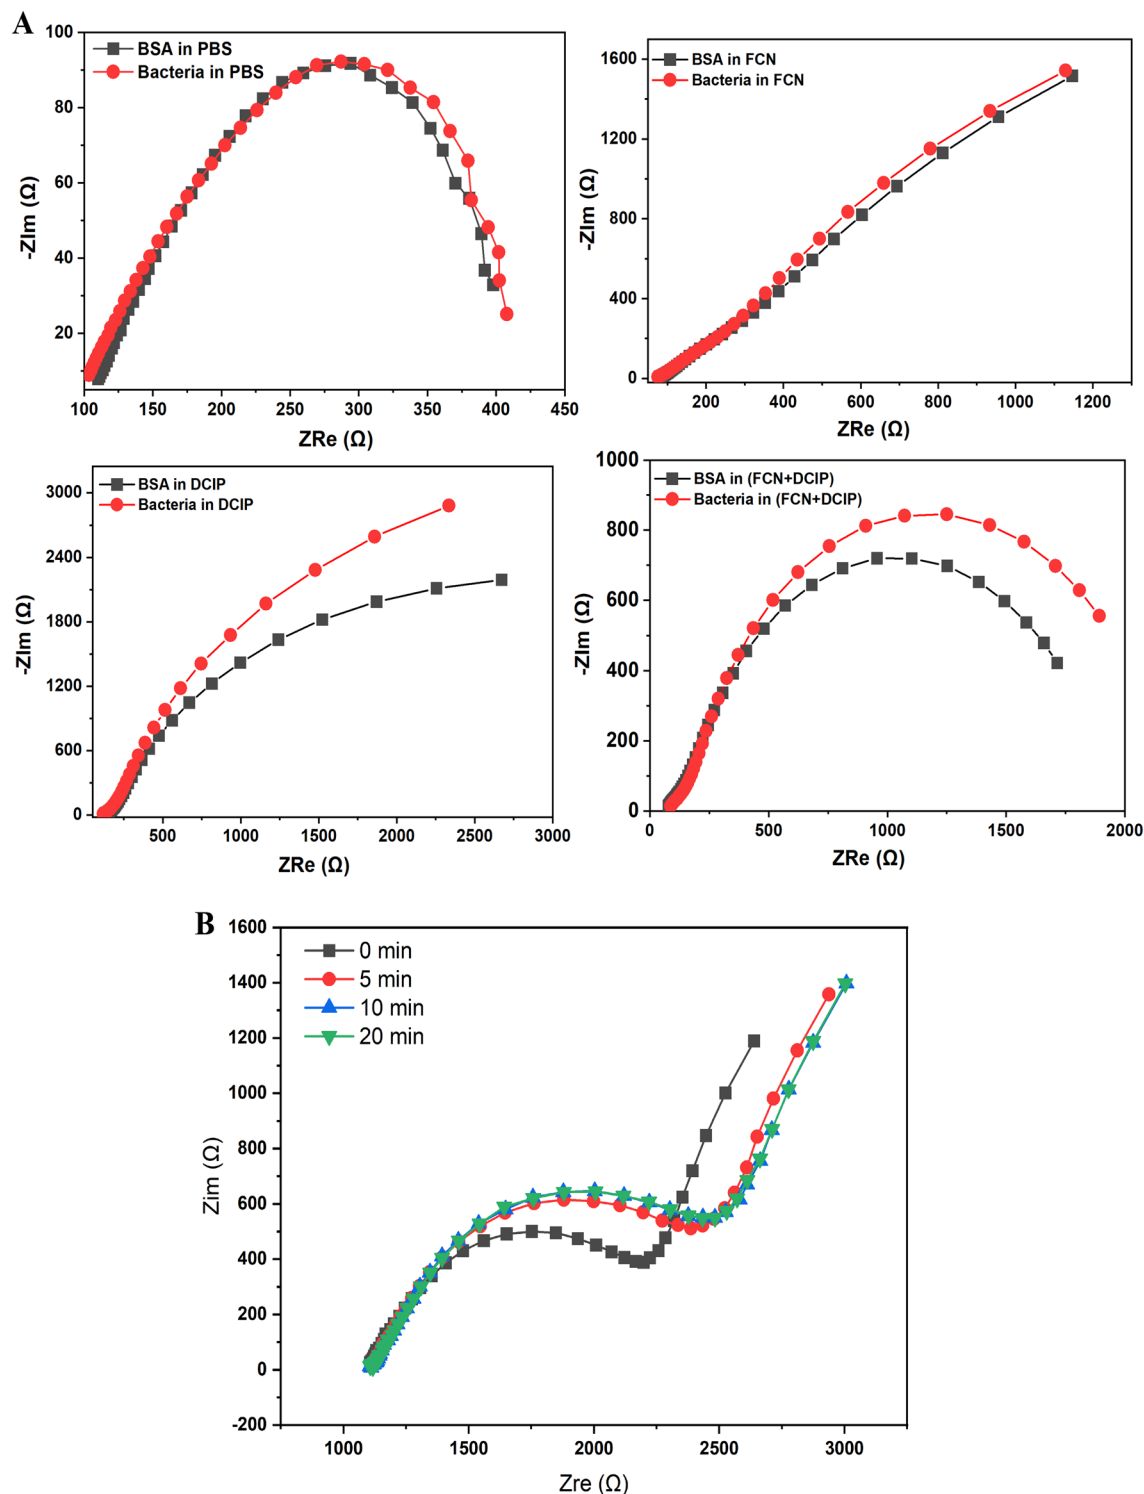 A
BSA in PBS
Bacteria in PBS
100
80
60
40
20
-ZIm (Ω)
100 150 200 250 300 350 400 450
ZRe (Ω)
BSA in FCN
Bacteria in FCN
1600
1200
800
400
0
-ZIm (Ω)
200 400 600 800 1000 1200
ZRe (Ω)
BSA in DCIP
Bacteria in DCIP
3000
2400
1800
1200
600
0
-ZIm (Ω)
500 1000 1500 2000 2500 3000
ZRe (Ω)
BSA in (FCN+DCIP)
Bacteria in (FCN+DCIP)
1000
800
600
400
200
0
-ZIm (Ω)
0 500 1000 1500 2000
ZRe (Ω)
B
0 min
5 min
10 min
20 min
1600
1400
1200
1000
800
600
400
200
0
-200
Zim (Ω)
1000 1500 2000 2500 3000
Zre (Ω)